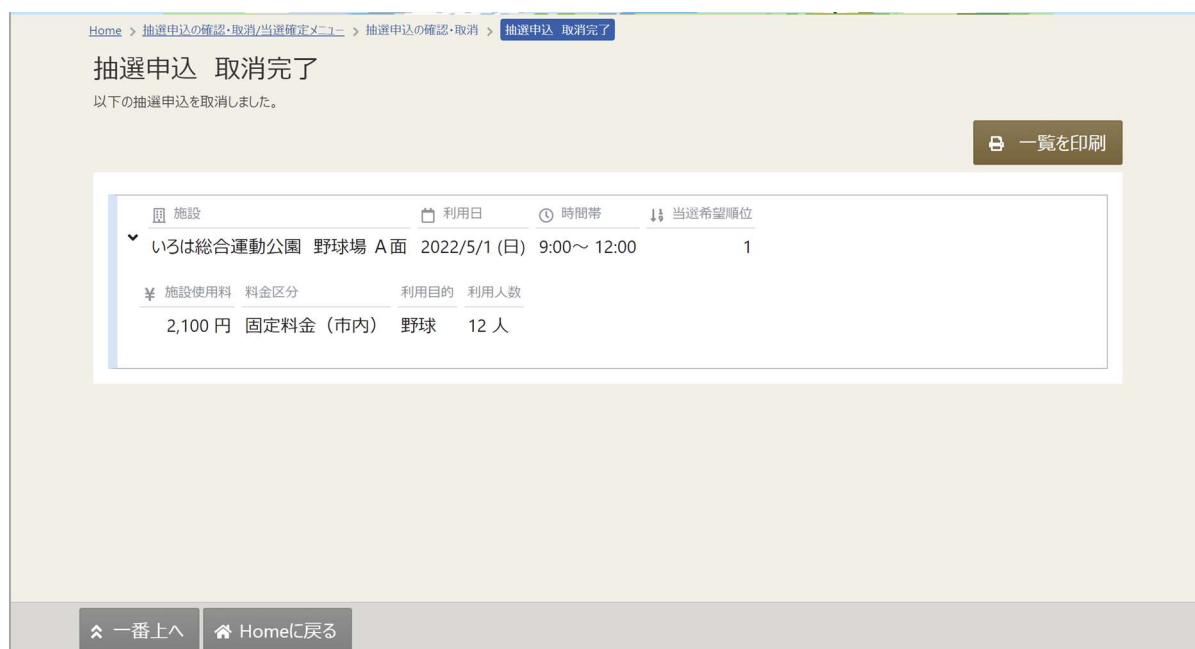 Home > 抽選申込の確認・取消/当選確定メニュー > 抽選申込の確認・取消 > 抽選申込　取消完了
抽選申込　取消完了
以下の抽選申込を取消しました。
一覧を印刷
施設 利用日 時間帯 当選希望順位
いろは総合運動公園　野球場 A面 2022/5/1 (日) 9:00～ 12:00 1
¥ 施設使用料 料金区分 利用目的 利用人数
2,100 円 固定料金（市内） 野球 12 人
一番上へ Homeに戻る